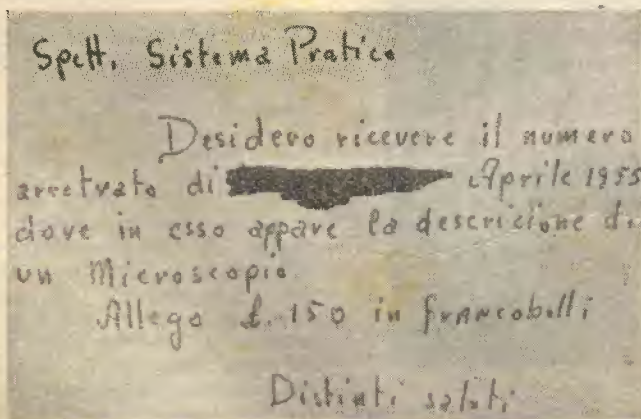 Spett. Sistema Pratico
Desidero ricevere il numero
arretrato di Aprile 1955
dove in esso appare la descricione di
un Microscopio.
Allego £. 150 in francobolli
Distinti saluti